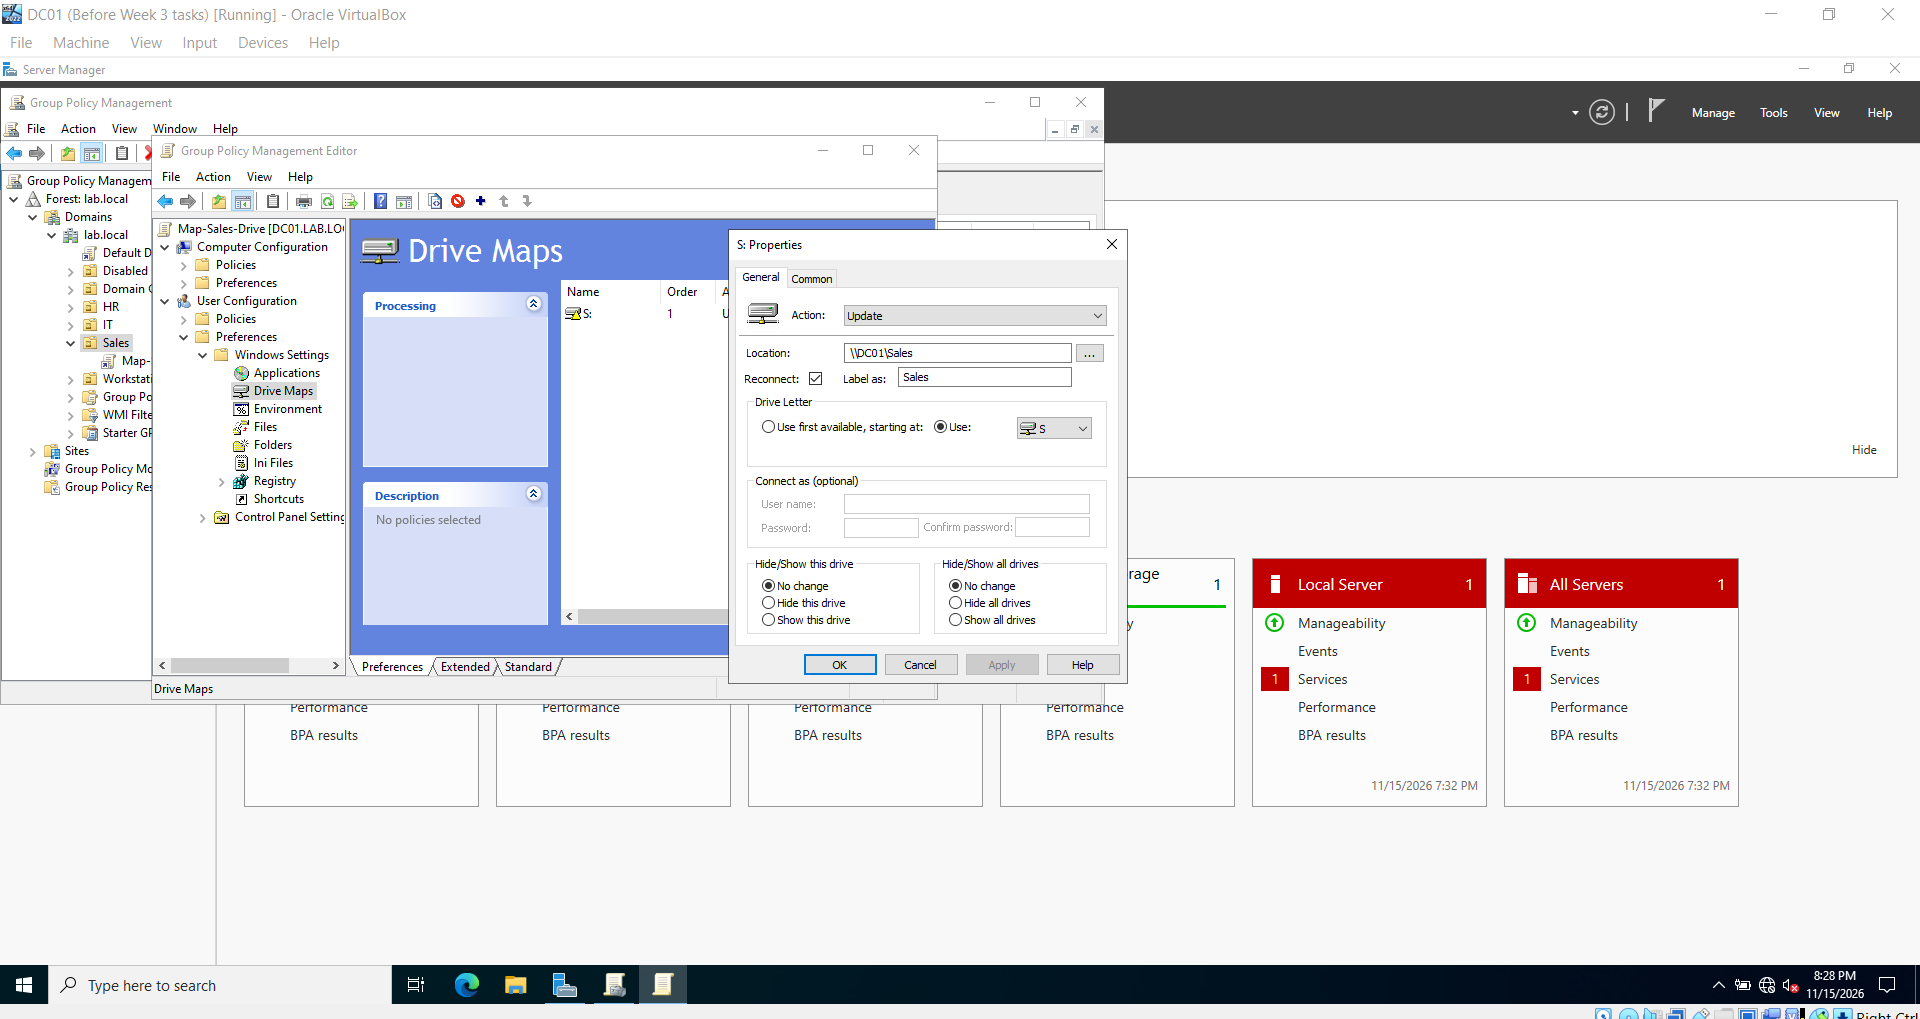 DC01 (Before Week 3 tasks) [Running] - Oracle VirtualBox
File Machine View Input Devices Help
Server Manager
Manage Tools View Help
Group Policy Management
File Action View Window Help
Group Policy Managem
Forest: lab.local
Domains
lab.local
Default D
Disabled
Domain C
HR
IT
Sales
Map-
Workstati
Group Po
WMI Filte
Starter GP
Sites
Group Policy Mo
Group Policy Res
Group Policy Management Editor
File Action View Help
Map-Sales-Drive [DC01.LAB.LO
Computer Configuration
Policies
Preferences
User Configuration
Policies
Preferences
Windows Settings
Applications
Drive Maps
Environment
Files
Folders
Ini Files
Registry
Shortcuts
Control Panel Setting
Drive Maps
Processing
Description
No policies selected
Name Order A
S: 1 U
Preferences Extended Standard
Drive Maps
S: Properties
General Common
Action: Update
Location: \\DC01\Sales ...
Reconnect: Label as: Sales
Drive Letter
Use first available, starting at: Use: S
Connect as (optional)
User name:
Password: Confirm password:
Hide/Show this drive
No change
Hide this drive
Show this drive
Hide/Show all drives
No change
Hide all drives
Show all drives
OK Cancel Apply Help
Hide
rage 1
y
Performance
BPA results
Performance
BPA results
Performance
BPA results
Performance
BPA results
Local Server 1
Manageability
Events
1 Services
Performance
BPA results
11/15/2026 7:32 PM
All Servers 1
Manageability
Events
1 Services
Performance
BPA results
11/15/2026 7:32 PM
Type here to search
8:28 PM
11/15/2026
Right Ctrl